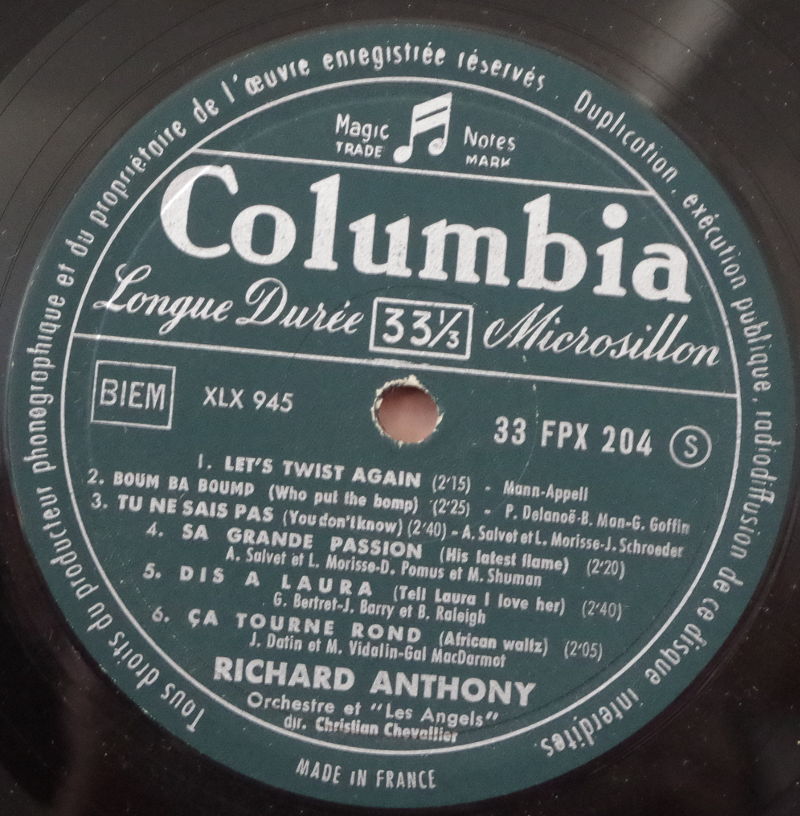 Tous droits du producteur phonographique et du propriétaire de l'œuvre enregistrée réservés. Duplication, exécution publique, radiodiffusion de ce disque interdites.
Magic Notes
TRADE MARK
Columbia
Longue Durée 33⅓ Microsillon
BIEM XLX 945
33 FPX 204 S
1. LET'S TWIST AGAIN (2'15) - Mann-Appell
2. BOUM BA BOUMP (Who put the bomp) (2'25) - P. Delanoë-B. Man-G. Goffin
3. TU NE SAIS PAS (You don't know) (2'40) - A. Salvet et L. Morisse-J. Schroeder
4. SA GRANDE PASSION (His latest flame) (2'20)
A. Salvet et L. Morisse-D. Pomus et M. Shuman
5. DIS A LAURA (Tell Laura I love her) (2'40)
G. Bertret-J. Barry et B. Raleigh
6. ÇA TOURNE ROND (African waltz) (2'05)
J. Datin et M. Vidalin-Gal MacDermot
RICHARD ANTHONY
Orchestre et "Les Angels"
dir. Christian Chevallier
MADE IN FRANCE